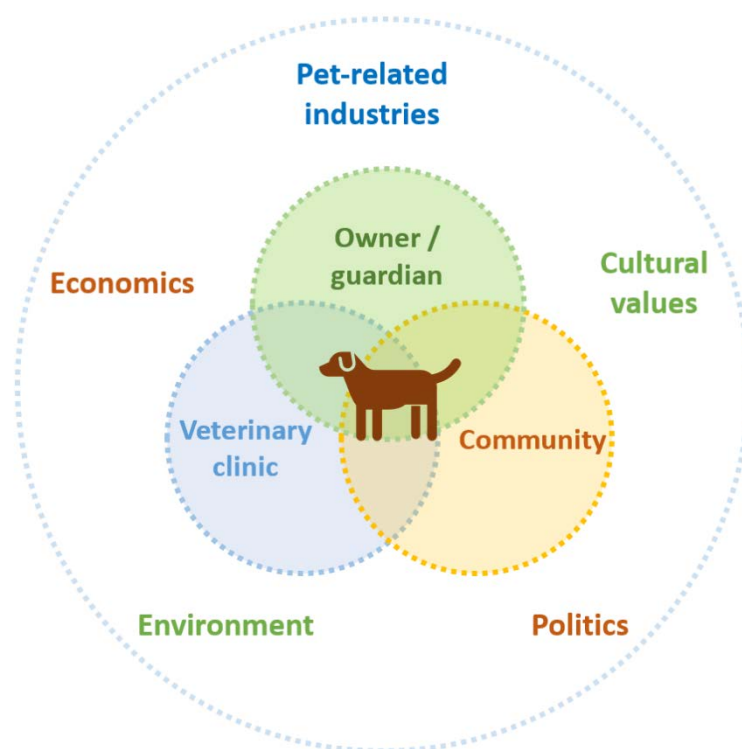 Pet-related
industries
Owner /
guardian
Economics
Cultural
values
Veterinary
clinic
Community
Environment
Politics